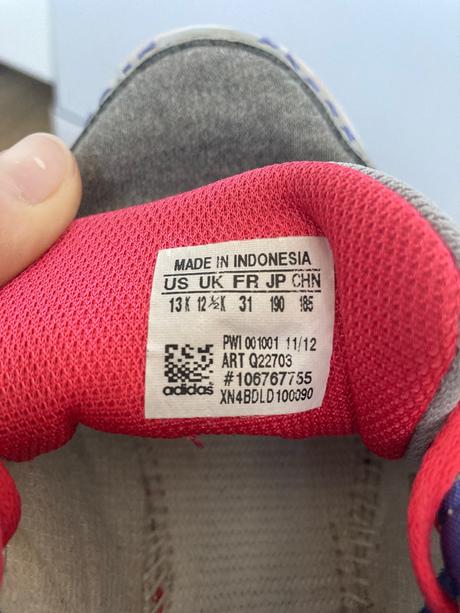 MADE IN INDONESIA
US UK FR JP CHN
13K 12½K 31 190 185
PWI 001001 11/12
ART Q22703
#106767755
adidas
XN4BDLD100090